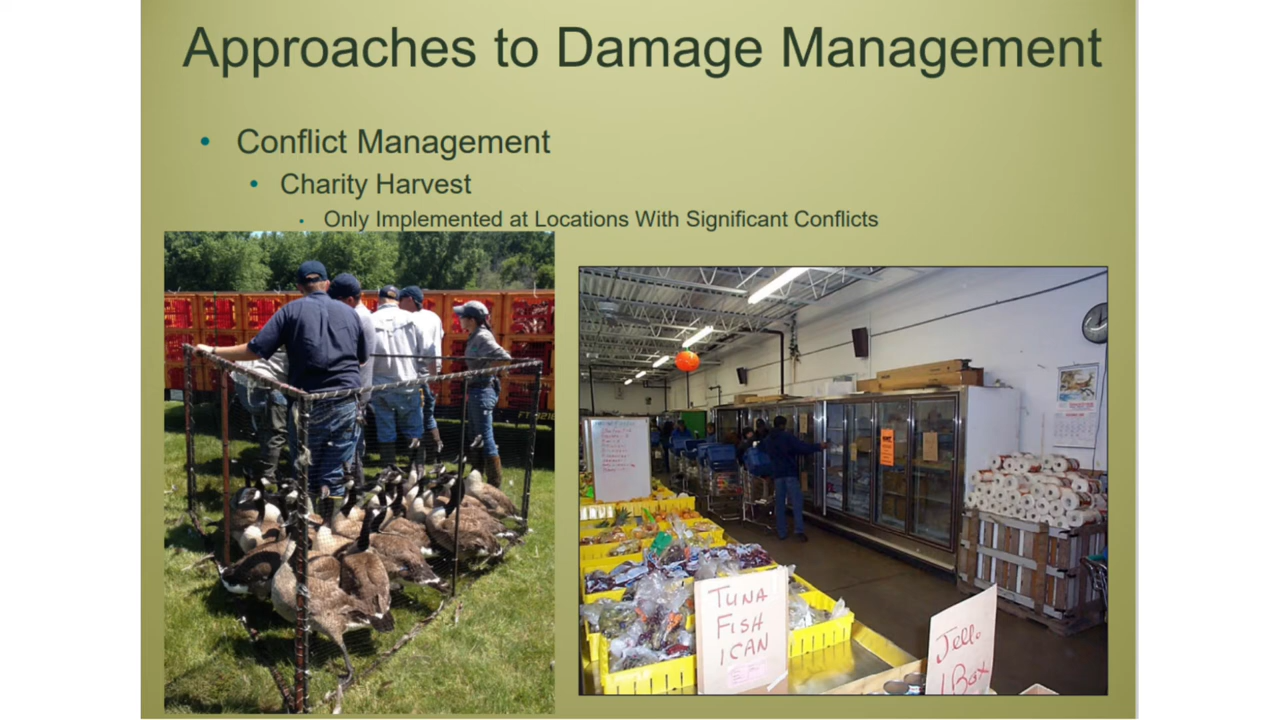 Approaches to Damage Management
• Conflict Management
• Charity Harvest
• Only Implemented at Locations With Significant Conflicts
TUNA
FISH
1 CAN
Jello
1 Box